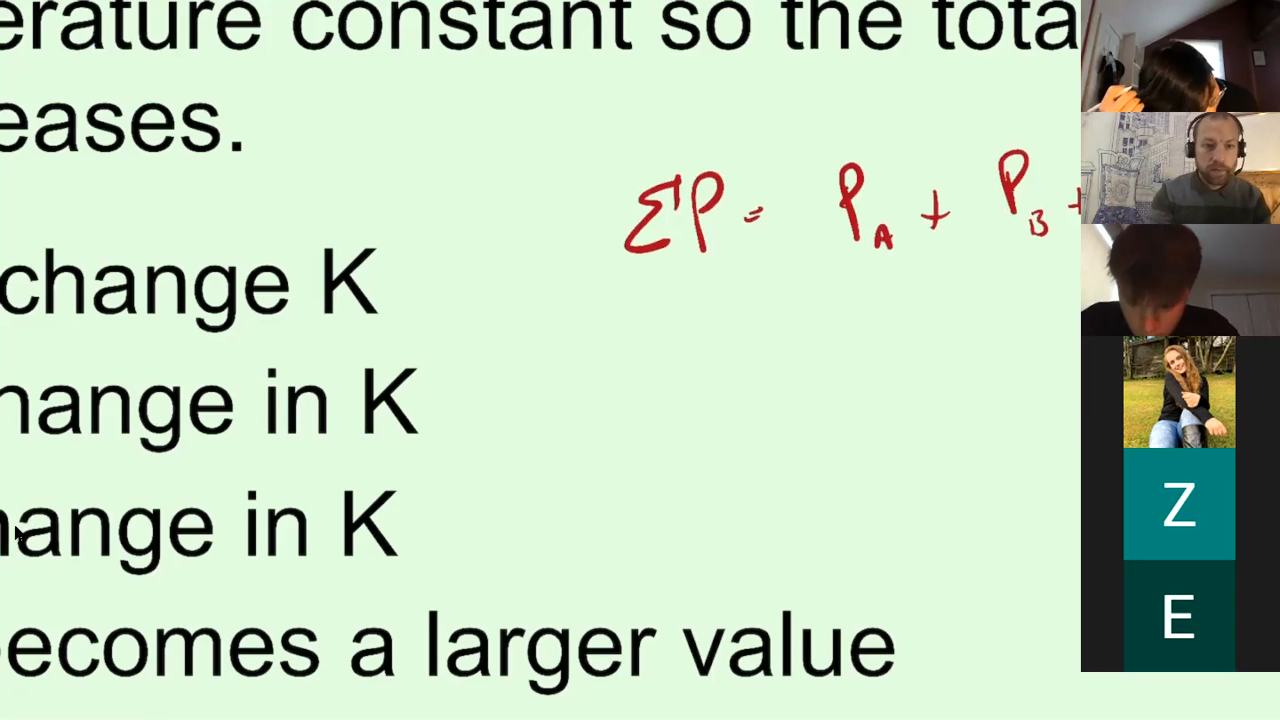 erature constant so the tota
eases.
ΣP = PA + PB +
change K
hange in K
hange in K
ecomes a larger value
Z
E